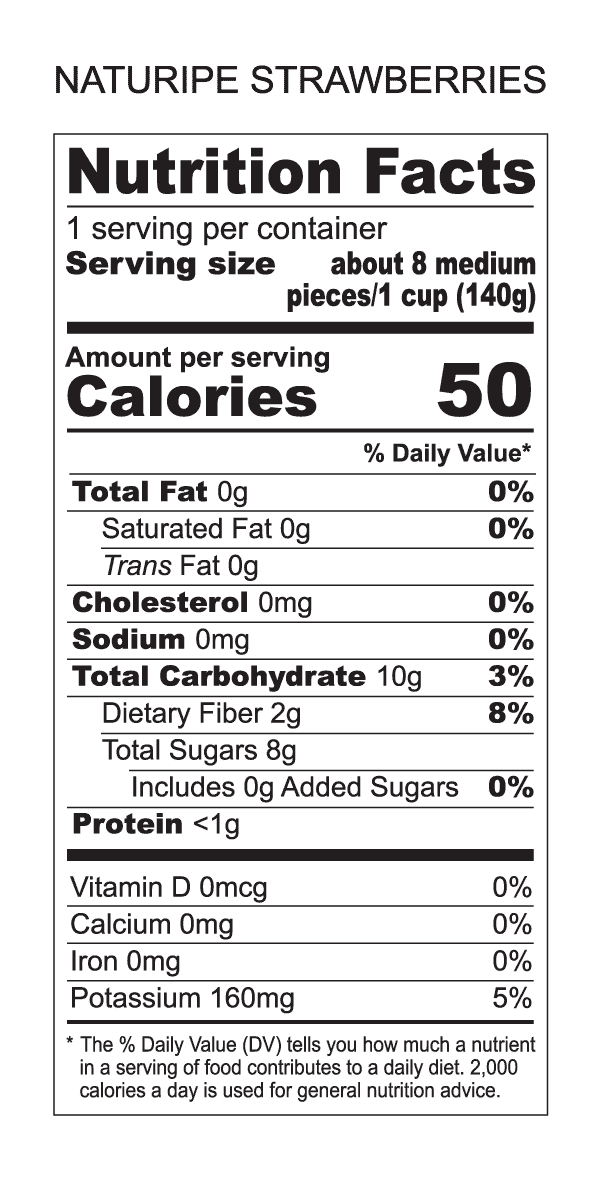 NATURIPE STRAWBERRIES
Nutrition Facts
1 serving per container
Serving size about 8 medium
pieces/1 cup (140g)
Amount per serving
Calories 50
% Daily Value*
Total Fat 0g 0%
Saturated Fat 0g 0%
Trans Fat 0g
Cholesterol 0mg 0%
Sodium 0mg 0%
Total Carbohydrate 10g 3%
Dietary Fiber 2g 8%
Total Sugars 8g
Includes 0g Added Sugars 0%
Protein <1g
Vitamin D 0mcg 0%
Calcium 0mg 0%
Iron 0mg 0%
Potassium 160mg 5%
* The % Daily Value (DV) tells you how much a nutrient
in a serving of food contributes to a daily diet. 2,000
calories a day is used for general nutrition advice.